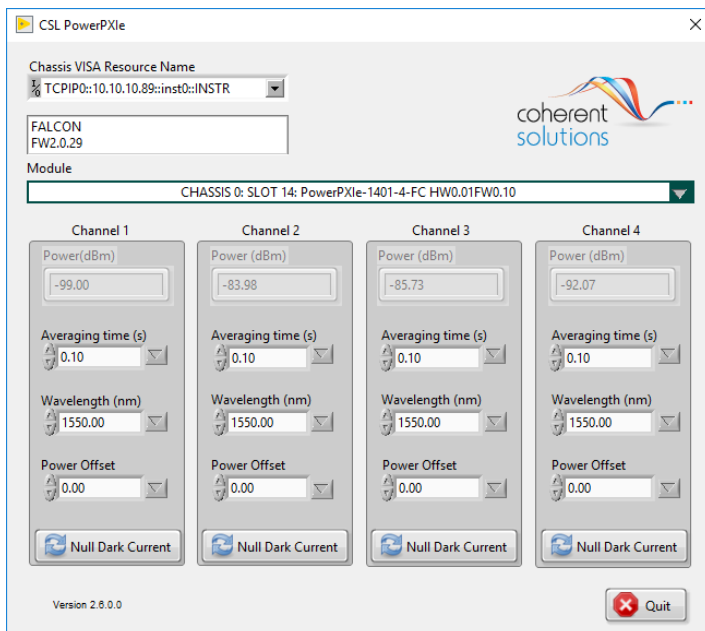 CSL PowerPXIe
Chassis VISA Resource Name
I/O TCPIP0::10.10.10.89::inst0::INSTR
FALCON
FW2.0.29
coherent
solutions
Module
CHASSIS 0: SLOT 14: PowerPXIe-1401-4-FC HW0.01FW0.10
Channel 1
Power(dBm)
-99.00
Averaging time (s)
0.10
Wavelength (nm)
1550.00
Power Offset
0.00
Null Dark Current
Channel 2
Power (dBm)
-83.98
Averaging time (s)
0.10
Wavelength (nm)
1550.00
Power Offset
0.00
Null Dark Current
Channel 3
Power (dBm)
-85.73
Averaging time (s)
0.10
Wavelength (nm)
1550.00
Power Offset
0.00
Null Dark Current
Channel 4
Power (dBm)
-92.07
Averaging time (s)
0.10
Wavelength (nm)
1550.00
Power Offset
0.00
Null Dark Current
Version 2.6.0.0
Quit